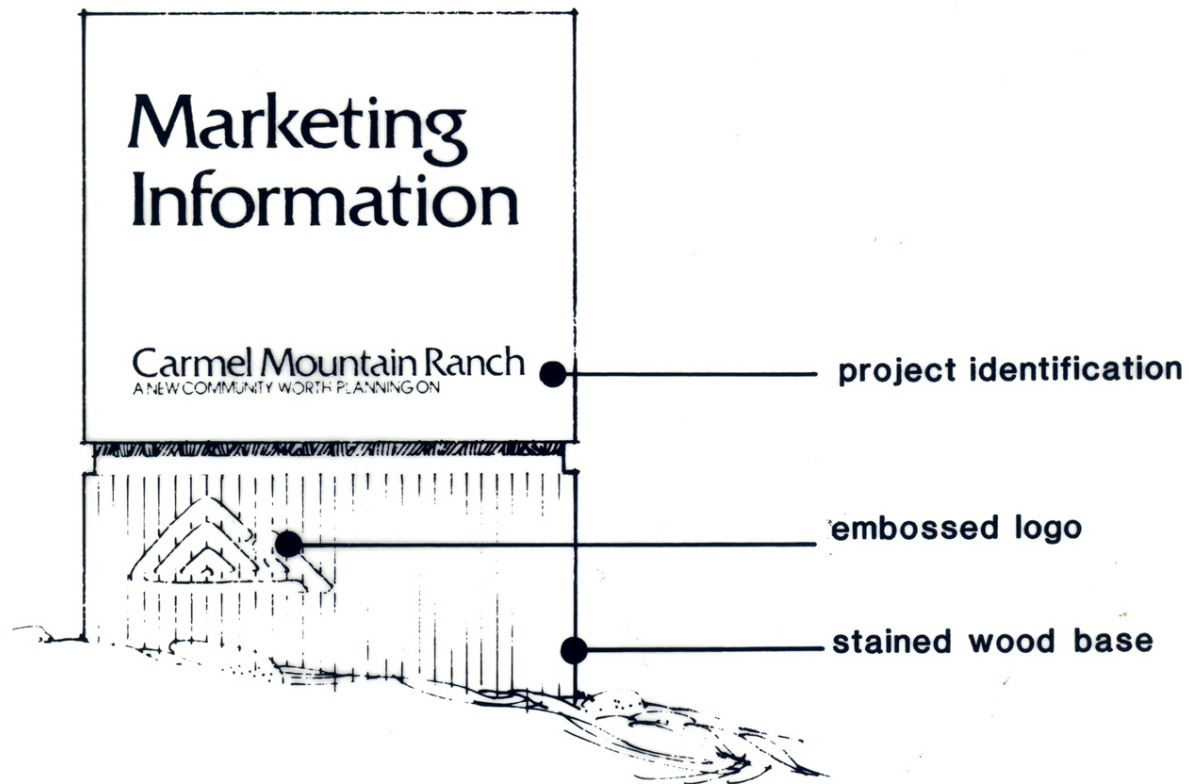 Marketing
Information
Carmel Mountain Ranch
A NEW COMMUNITY WORTH PLANNING ON
project identification
embossed logo
stained wood base